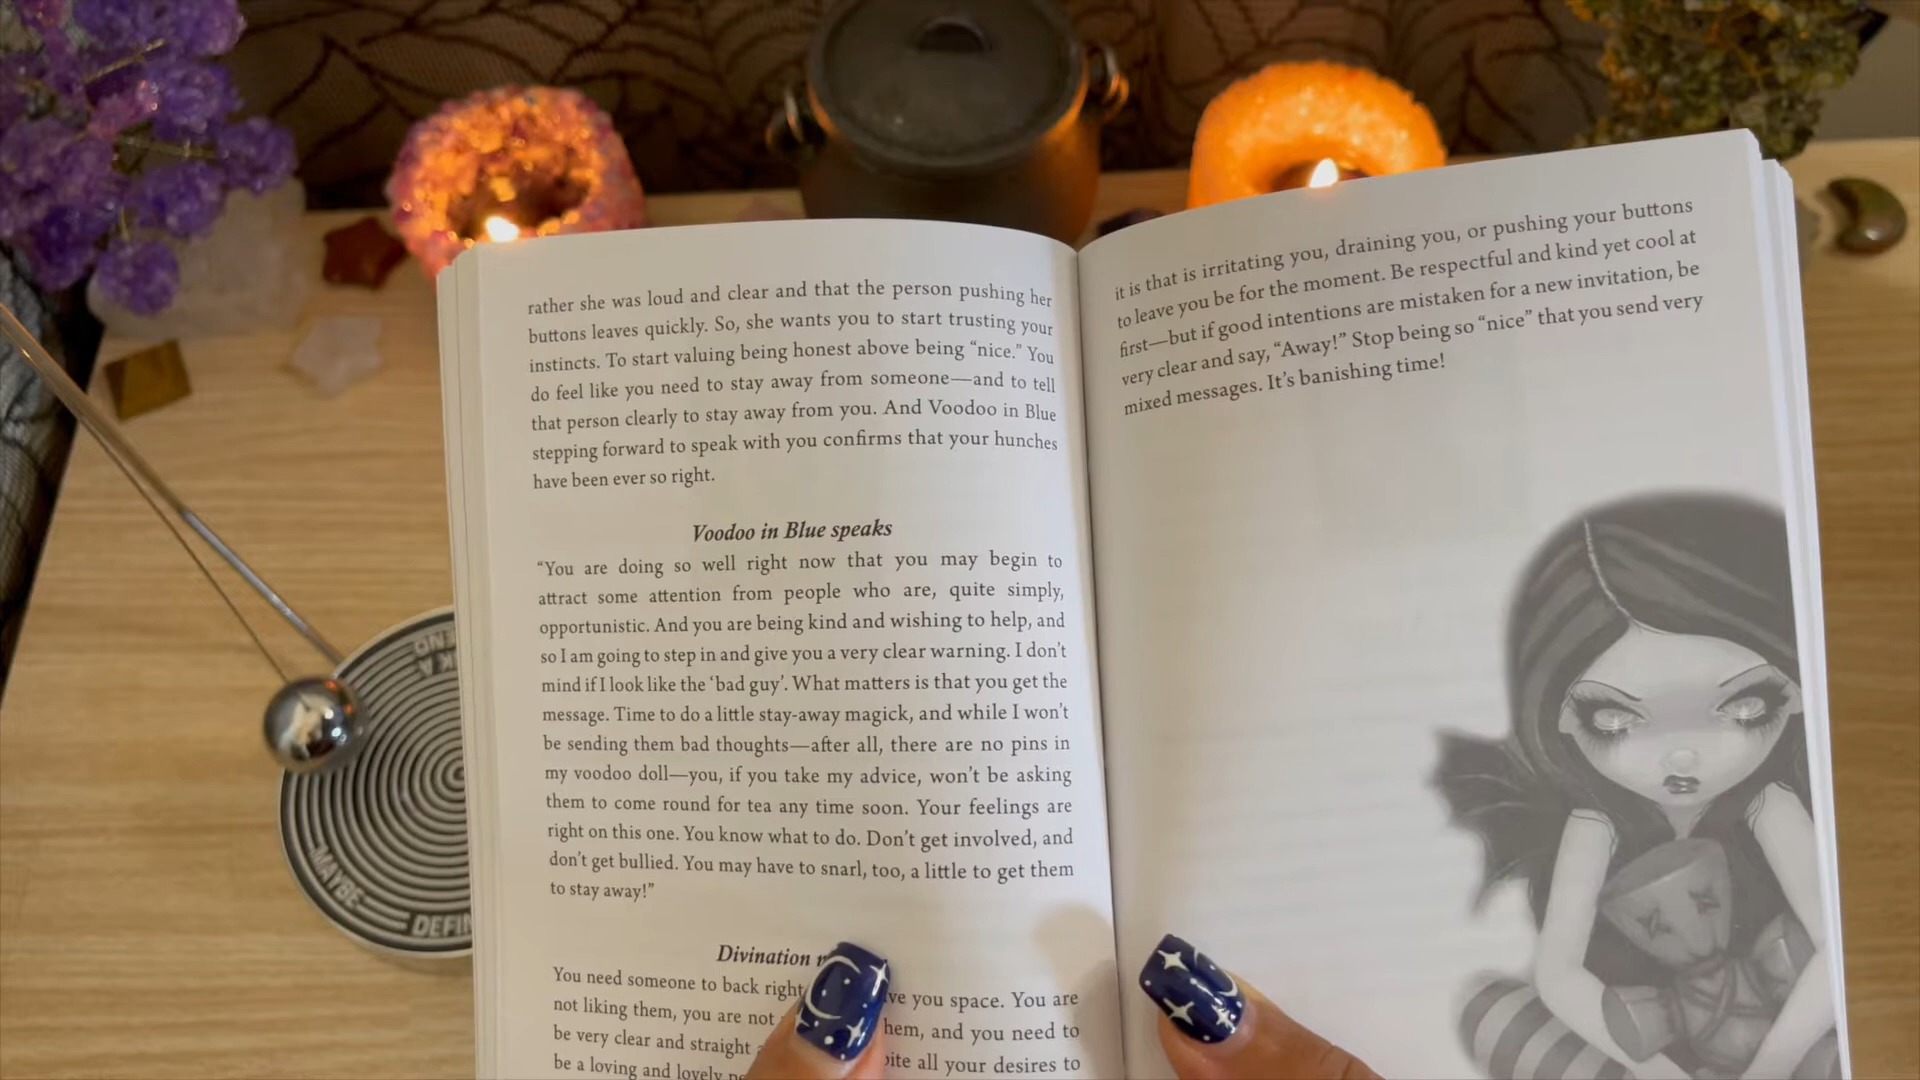 rather she was loud and clear and that the person pushing her
buttons leaves quickly. So, she wants you to start trusting your
instincts. To start valuing being honest above being “nice.” You
do feel like you need to stay away from someone—and to tell
that person clearly to stay away from you. And Voodoo in Blue
stepping forward to speak with you confirms that your hunches
have been ever so right.
Voodoo in Blue speaks
“You are doing so well right now that you may begin to
attract some attention from people who are, quite simply,
opportunistic. And you are being kind and wishing to help, and
so I am going to step in and give you a very clear warning. I don’t
mind if I look like the ‘bad guy’. What matters is that you get the
message. Time to do a little stay-away magick, and while I won’t
be sending them bad thoughts—after all, there are no pins in
my voodoo doll—you, if you take my advice, won’t be asking
them to come round for tea any time soon. Your feelings are
right on this one. You know what to do. Don’t get involved, and
don’t get bullied. You may have to snarl, too, a little to get them
to stay away!”
Divination
You need someone to back right you space. You are
not liking them, you are not and you need to
be very clear and straight all your desires to
be a loving and lovely
it is that is irritating you, draining you, or pushing your buttons
to leave you be for the moment. Be respectful and kind yet cool at
first—but if good intentions are mistaken for a new invitation, be
very clear and say, “Away!” Stop being so “nice” that you send very
mixed messages. It’s banishing time!
MAYBE